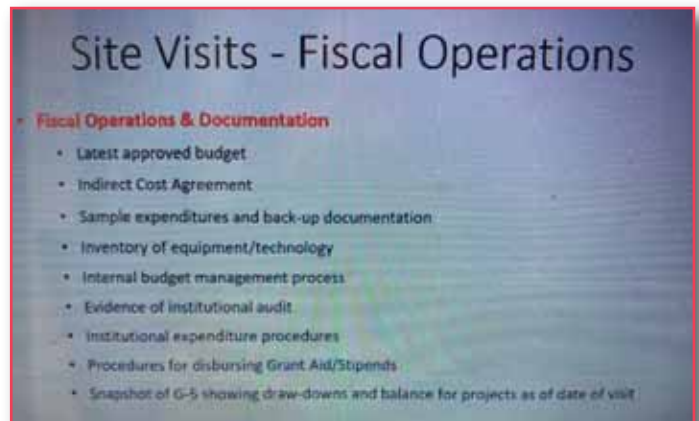 Site Visits - Fiscal Operations
• Fiscal Operations & Documentation
• Latest approved budget
• Indirect Cost Agreement
• Sample expenditures and back-up documentation
• Inventory of equipment/technology
• Internal budget management process
• Evidence of institutional audit
• Institutional expenditure procedures
• Procedures for disbursing Grant Aid/Stipends
• Snapshot of G-5 showing draw-downs and balance for projects as of date of visit